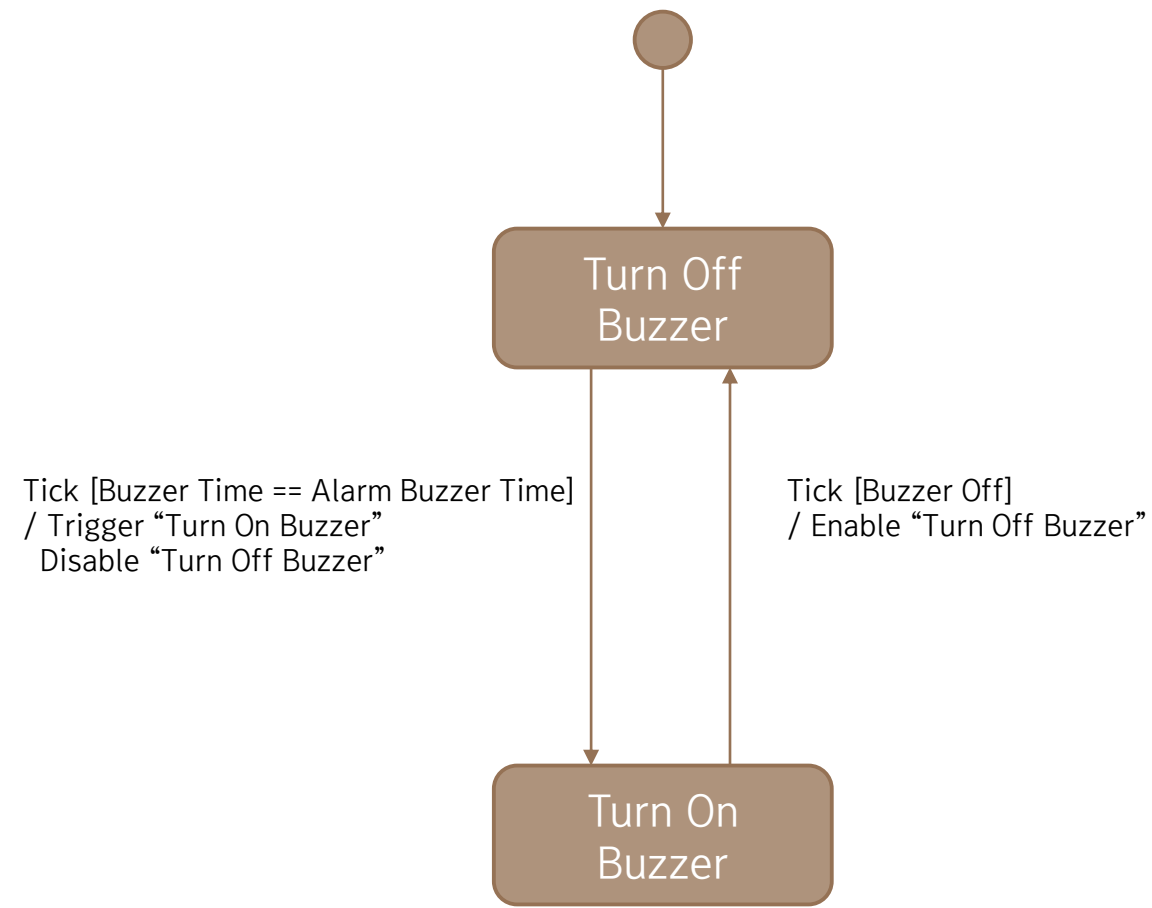 Turn Off
Buzzer
Tick [Buzzer Time == Alarm Buzzer Time]
/ Trigger “Turn On Buzzer”
Disable “Turn Off Buzzer”
Tick [Buzzer Off]
/ Enable “Turn Off Buzzer”
Turn On
Buzzer